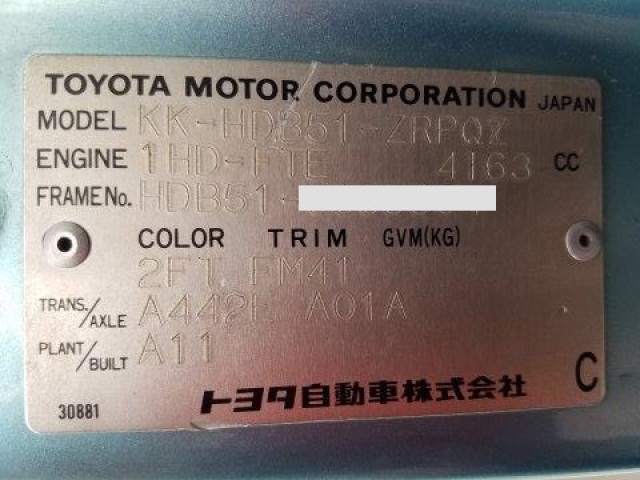 TOYOTA MOTOR CORPORATION JAPAN
MODEL KK-HDB51-ZRPQZ
ENGINE 1HD-FTE 4163 CC
FRAME No. HDB51-
COLOR TRIM GVM(KG)
2FT FM41
TRANS./AXLE A442F A01A
PLANT/BUILT A11
トヨタ自動車株式会社 C
30881